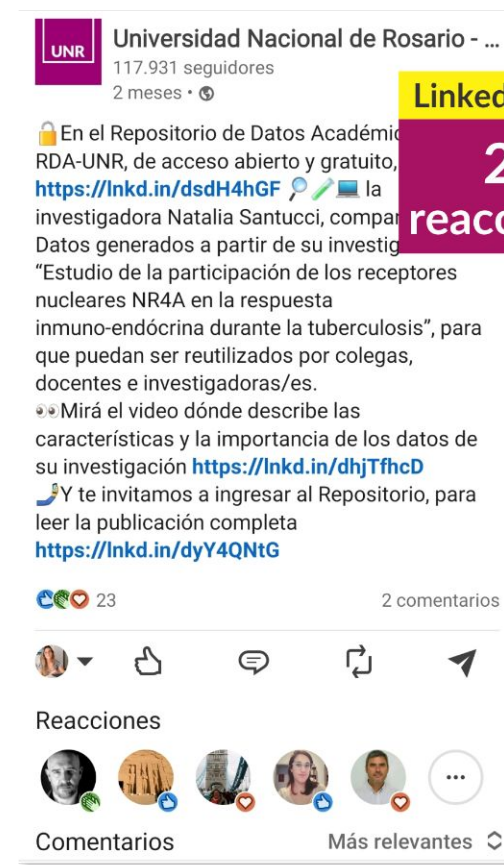 UNR
Universidad Nacional de Rosario - ...
117.931 seguidores
2 meses •
Linked
2
reacc
En el Repositorio de Datos Académic
RDA-UNR, de acceso abierto y gratuito,
https://lnkd.in/dsdH4hGF la
investigadora Natalia Santucci, compar
Datos generados a partir de su investig
“Estudio de la participación de los receptores
nucleares NR4A en la respuesta
inmuno-endócrina durante la tuberculosis”, para
que puedan ser reutilizados por colegas,
docentes e investigadoras/es.
Mirá el video dónde describe las
características y la importancia de los datos de
su investigación https://lnkd.in/dhjTfhcD
Y te invitamos a ingresar al Repositorio, para
leer la publicación completa
https://lnkd.in/dyY4QNtG
23 2 comentarios
Reacciones
Comentarios Más relevantes